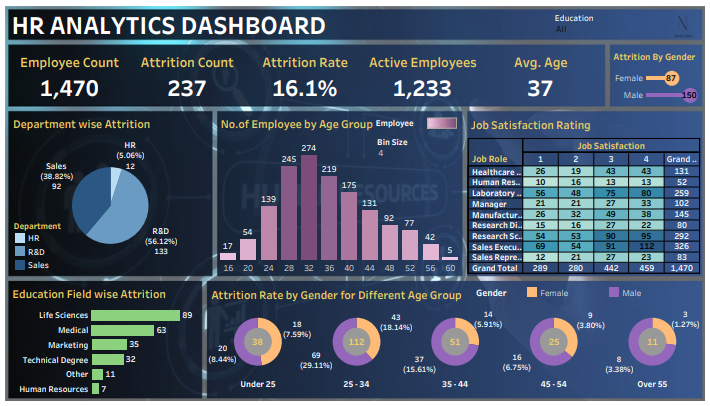 HR ANALYTICS DASHBOARD
Education
All
Employee Count
1,470
Attrition Count
237
Attrition Rate
16.1%
Active Employees
1,233
Avg. Age
37
Attrition By Gender
Female 87
Male 150
Department wise Attrition
HR
(5.06%)
12
Sales
(38.82%)
92
R&D
(56.12%)
133
Department
HR
R&D
Sales
No.of Employee by Age Group
Employee
Bin Size
4
17 54 139 245 274 219 175 131 92 77 42 5
16 20 24 28 32 36 40 44 48 52 56 60
Job Satisfaction Rating
Job Satisfaction
Job Role 1 2 3 4 Grand ..
Healthcare .. 26 19 43 43 131
Human Res.. 10 16 13 13 52
Laboratory .. 56 48 75 80 259
Manager 21 21 27 33 102
Manufactur.. 26 32 49 38 145
Research Di.. 15 16 27 22 80
Research Sc.. 54 53 90 95 292
Sales Execu.. 69 54 91 112 326
Sales Repre.. 12 21 27 23 83
Grand Total 289 280 442 459 1,470
Education Field wise Attrition
Life Sciences 89
Medical 63
Marketing 35
Technical Degree 32
Other 11
Human Resources 7
Attrition Rate by Gender for Different Age Group
Gender
Female
Male
38
18
(7.59%)
20
(8.44%)
Under 25
112
43
(18.14%)
69
(29.11%)
25 - 34
51
14
(5.91%)
37
(15.61%)
35 - 44
25
9
(3.80%)
16
(6.75%)
45 - 54
11
3
(1.27%)
8
(3.38%)
Over 55